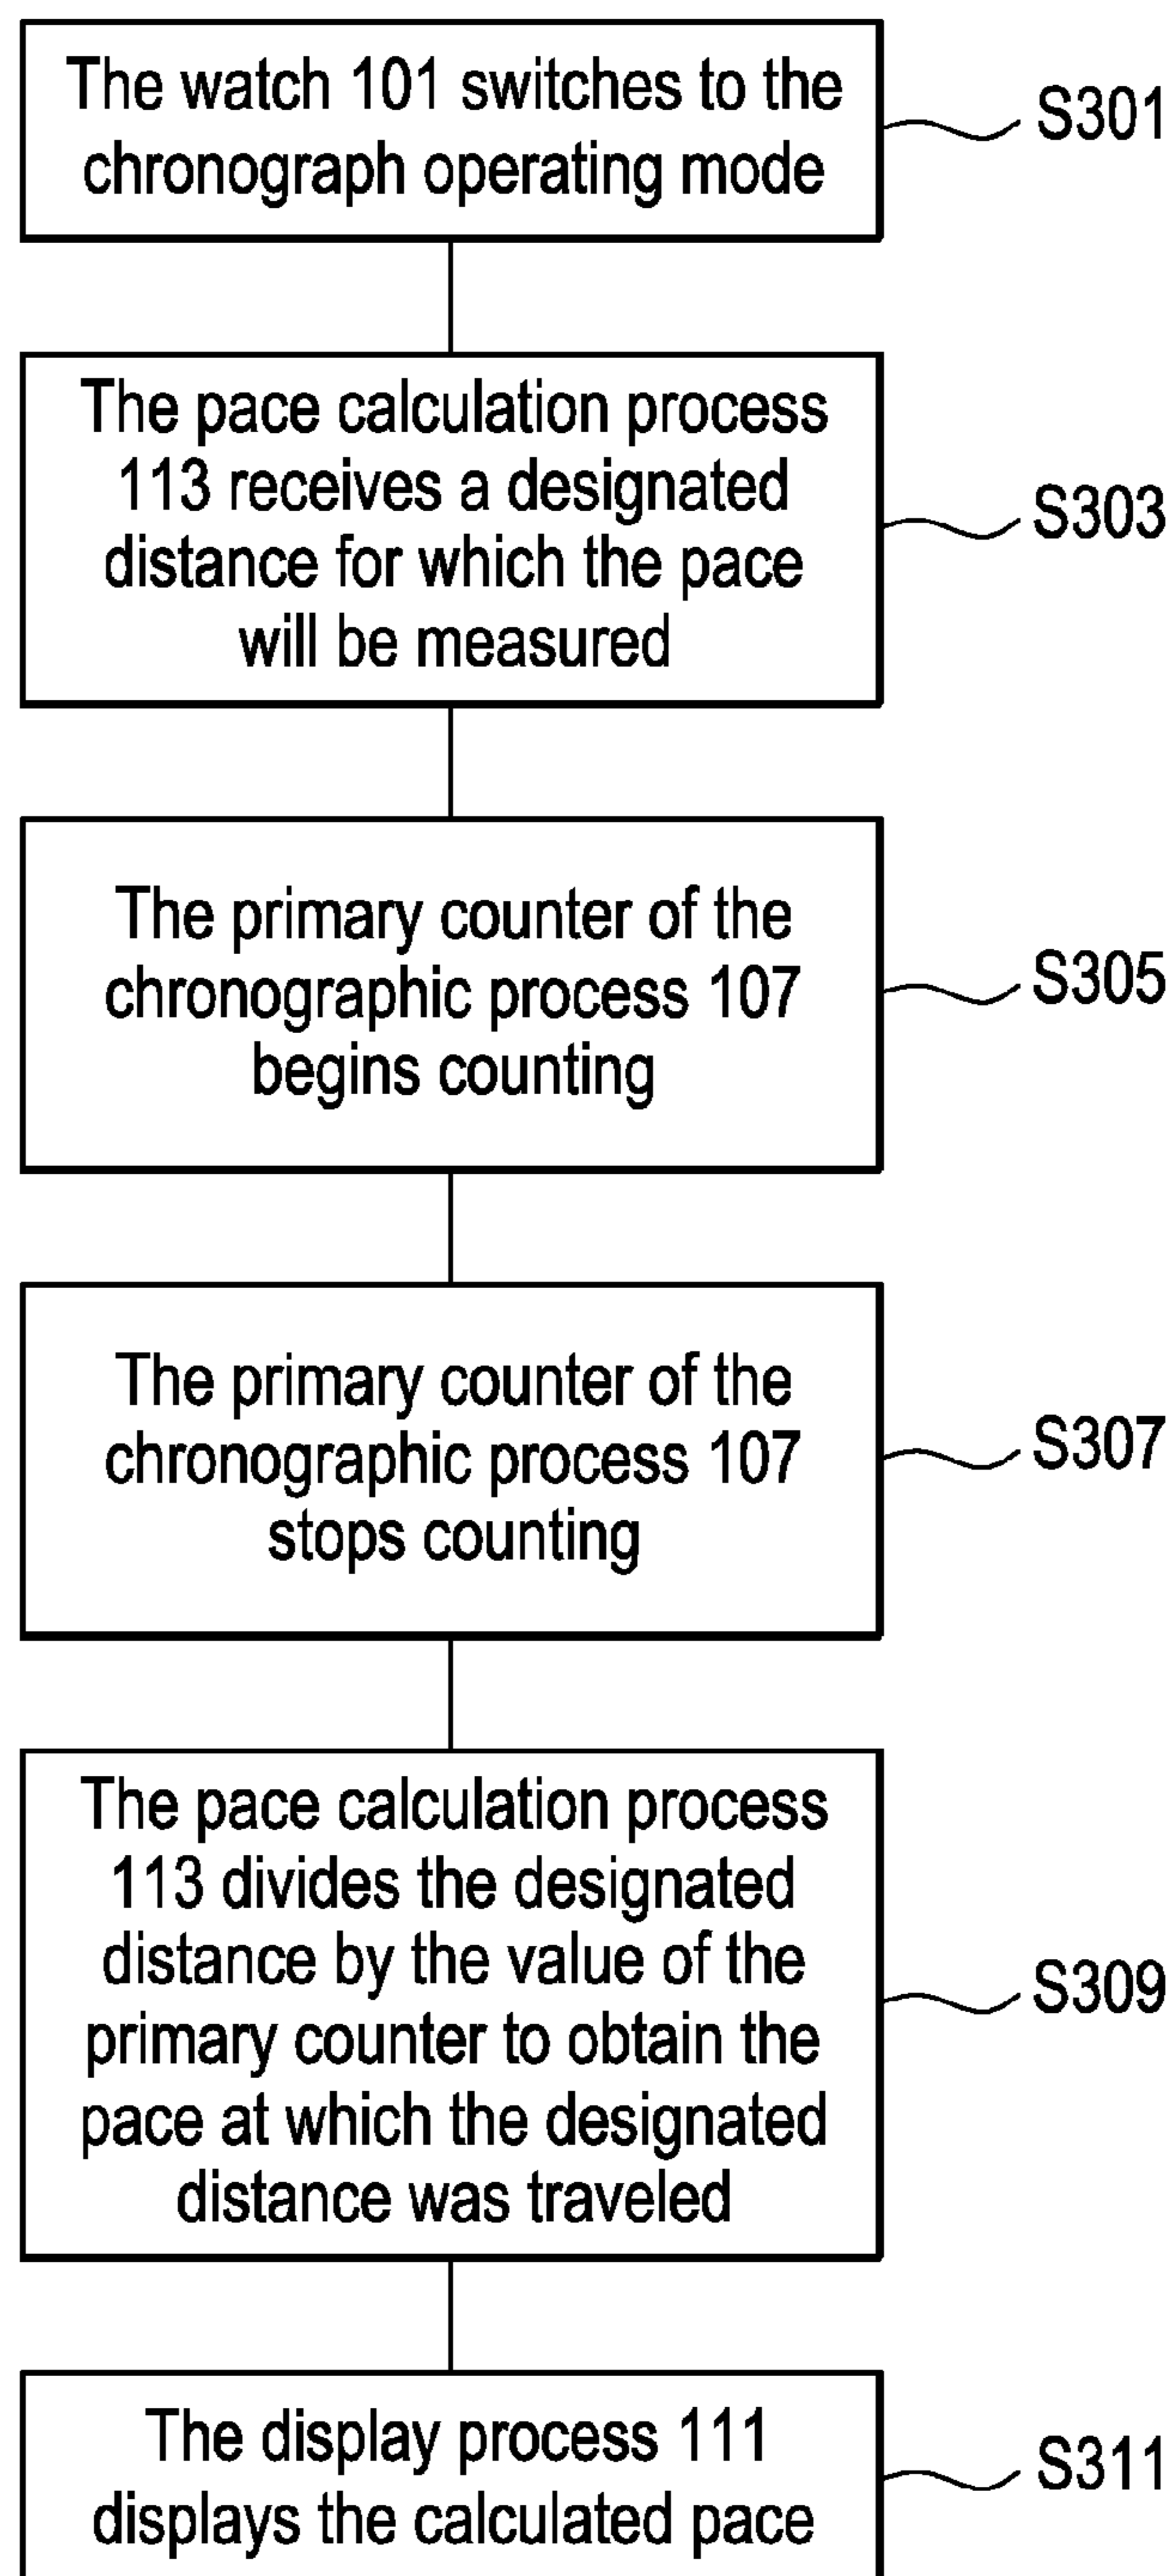 The watch 101 switches to the
chronograph operating mode
S301
The pace calculation process
113 receives a designated
distance for which the pace
will be measured
S303
The primary counter of the
chronographic process 107
begins counting
S305
The primary counter of the
chronographic process 107
stops counting
S307
The pace calculation process
113 divides the designated
distance by the value of the
primary counter to obtain the
pace at which the designated
distance was traveled
S309
The display process 111
displays the calculated pace
S311